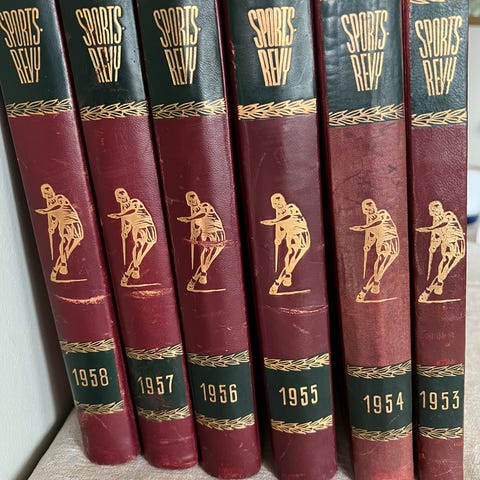 SPORTS-
REVY
1958
SPORTS-
REVY
1957
SPORTS-
REVY
1956
SPORTS-
REVY
1955
SPORTS-
REVY
1954
SPORTS-
REVY
1953